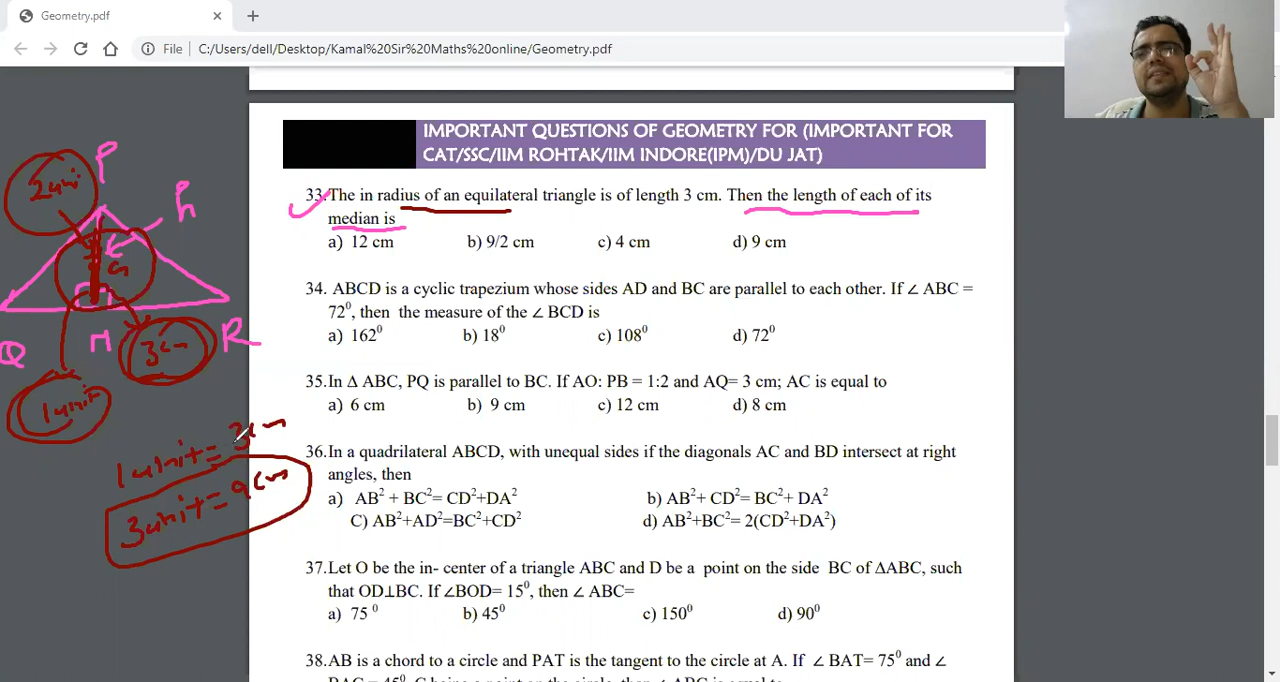 Geometry.pdf
File C:/Users/dell/Desktop/Kamal%20Sir%20Maths%20online/Geometry.pdf
IMPORTANT QUESTIONS OF GEOMETRY FOR (IMPORTANT FOR
CAT/SSC/IIM ROHTAK/IIM INDORE(IPM)/DU JAT)
33.The in radius of an equilateral triangle is of length 3 cm. Then the length of each of its
median is
a) 12 cm b) 9/2 cm c) 4 cm d) 9 cm
34. ABCD is a cyclic trapezium whose sides AD and BC are parallel to each other. If ∠ ABC =
72⁰, then the measure of the ∠ BCD is
a) 162⁰ b) 18⁰ c) 108⁰ d) 72⁰
35.In Δ ABC, PQ is parallel to BC. If AO: PB = 1:2 and AQ= 3 cm; AC is equal to
a) 6 cm b) 9 cm c) 12 cm d) 8 cm
36.In a quadrilateral ABCD, with unequal sides if the diagonals AC and BD intersect at right
angles, then
a) AB²+ BC²= CD²+DA² b) AB²+ CD²= BC²+ DA²
C) AB²+AD²=BC²+CD² d) AB²+BC²= 2(CD²+DA²)
37.Let O be the in- center of a triangle ABC and D be a point on the side BC of ΔABC, such
that OD⊥BC. If ∠BOD= 15⁰, then ∠ ABC=
a) 75 ⁰ b) 45⁰ c) 150⁰ d) 90⁰
38.AB is a chord to a circle and PAT is the tangent to the circle at A. If ∠ BAT= 75⁰ and ∠
P
2 uni
h
G
Q
M
R
3cm
1 unit
1 unit = 3cm
3 unit = 9cm